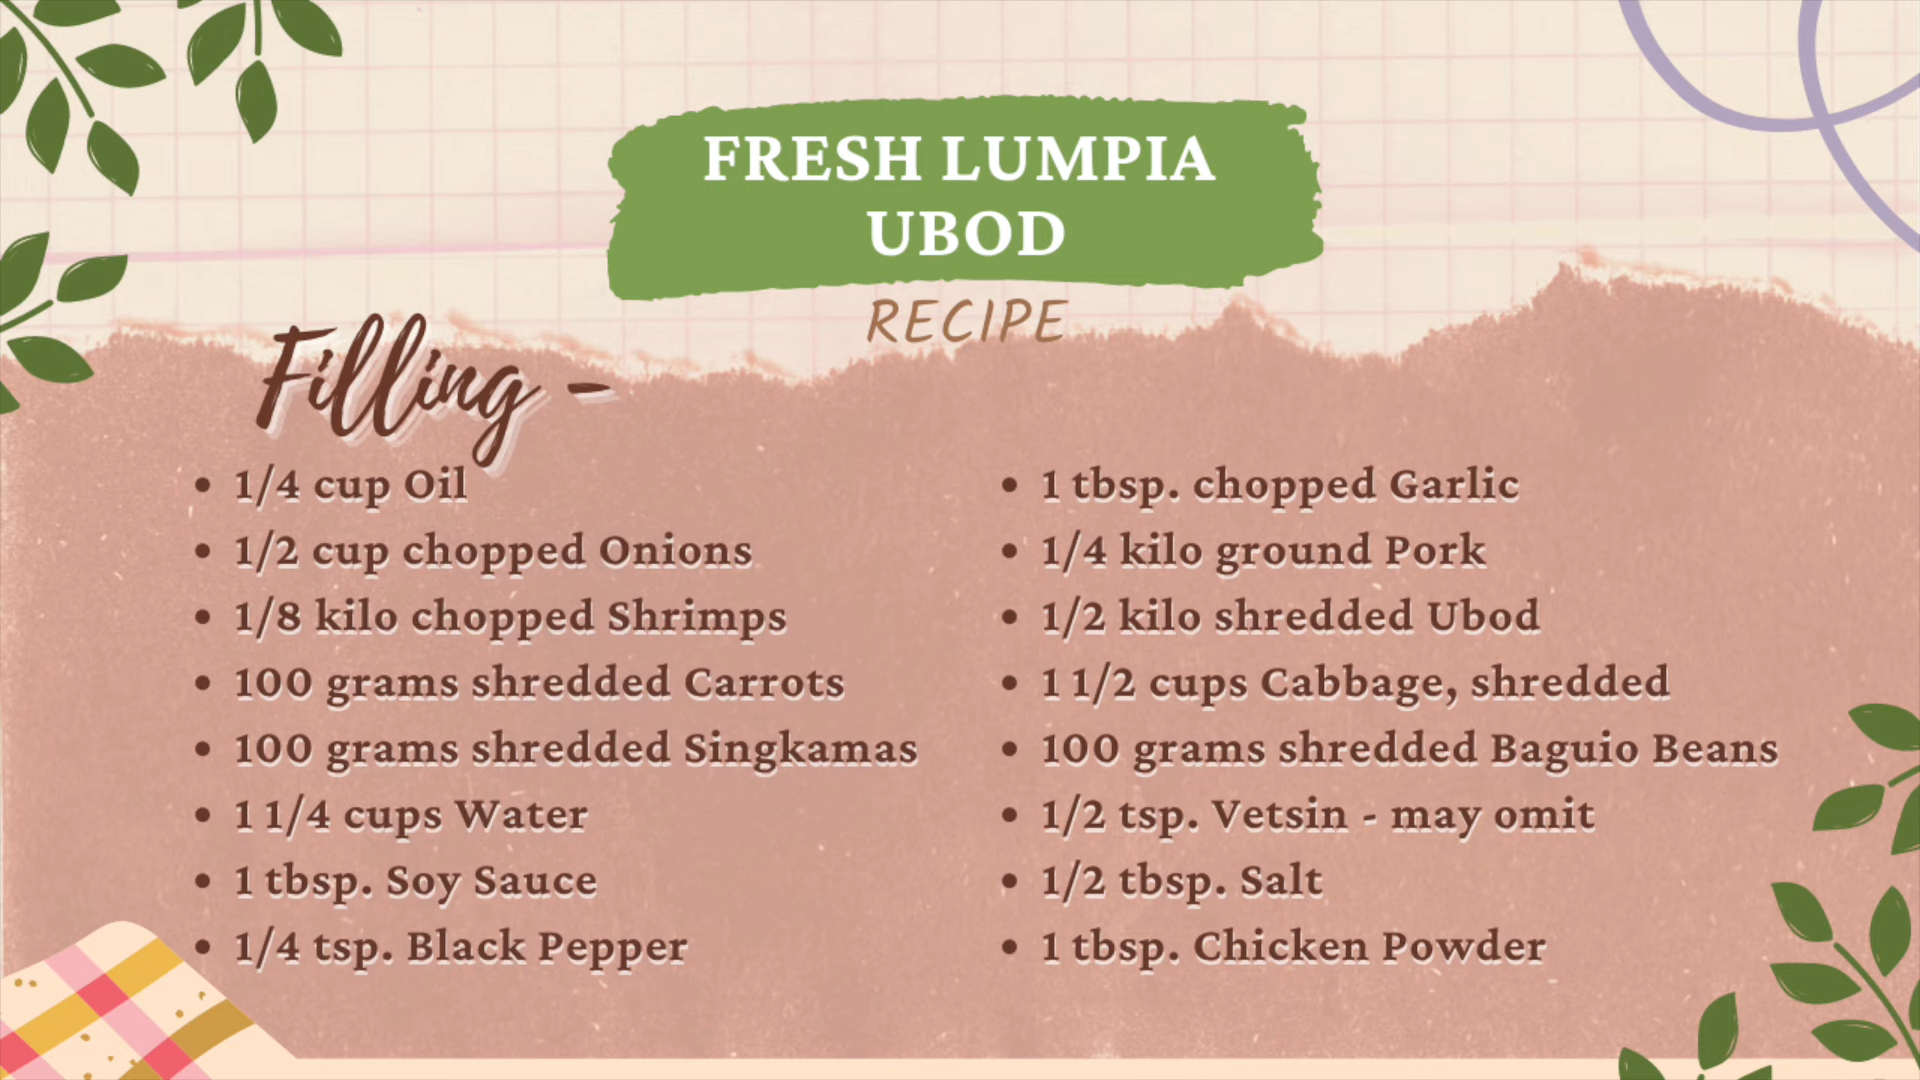 FRESH LUMPIA
UBOD
RECIPE
Filling -
• 1/4 cup Oil
• 1/2 cup chopped Onions
• 1/8 kilo chopped Shrimps
• 100 grams shredded Carrots
• 100 grams shredded Singkamas
• 1 1/4 cups Water
• 1 tbsp. Soy Sauce
• 1/4 tsp. Black Pepper
• 1 tbsp. chopped Garlic
• 1/4 kilo ground Pork
• 1/2 kilo shredded Ubod
• 1 1/2 cups Cabbage, shredded
• 100 grams shredded Baguio Beans
• 1/2 tsp. Vetsin - may omit
• 1/2 tbsp. Salt
• 1 tbsp. Chicken Powder